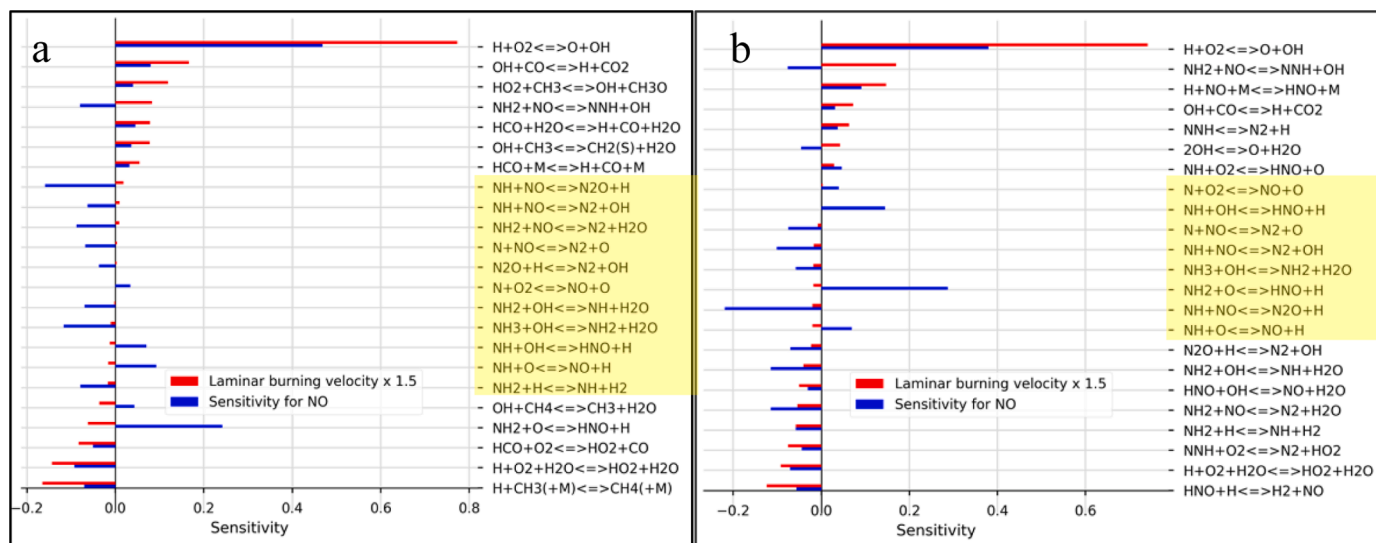 a
H+O2<=>O+OH
OH+CO<=>H+CO2
HO2+CH3<=>OH+CH3O
NH2+NO<=>NNH+OH
HCO+H2O<=>H+CO+H2O
OH+CH3<=>CH2(S)+H2O
HCO+M<=>H+CO+M
NH+NO<=>N2O+H
NH+NO<=>N2+OH
NH2+NO<=>N2+H2O
N+NO<=>N2+O
N2O+H<=>N2+OH
N+O2<=>NO+O
NH2+OH<=>NH+H2O
NH3+OH<=>NH2+H2O
NH+OH<=>HNO+H
NH+O<=>NO+H
NH2+H<=>NH+H2
OH+CH4<=>CH3+H2O
NH2+O<=>HNO+H
HCO+O2<=>HO2+CO
H+O2+H2O<=>HO2+H2O
H+CH3(+M)<=>CH4(+M)
Laminar burning velocity x 1.5
Sensitivity for NO
−0.2 0.0 0.2 0.4 0.6 0.8
Sensitivity
b
H+O2<=>O+OH
NH2+NO<=>NNH+OH
H+NO+M<=>HNO+M
OH+CO<=>H+CO2
NNH<=>N2+H
2OH<=>O+H2O
NH+O2<=>HNO+O
N+O2<=>NO+O
NH+OH<=>HNO+H
N+NO<=>N2+O
NH+NO<=>N2+OH
NH3+OH<=>NH2+H2O
NH2+O<=>HNO+H
NH+NO<=>N2O+H
NH+O<=>NO+H
N2O+H<=>N2+OH
NH2+OH<=>NH+H2O
HNO+OH<=>NO+H2O
NH2+NO<=>N2+H2O
NH2+H<=>NH+H2
NNH+O2<=>N2+HO2
H+O2+H2O<=>HO2+H2O
HNO+H<=>H2+NO
Laminar burning velocity x 1.5
Sensitivity for NO
−0.2 0.0 0.2 0.4 0.6
Sensitivity